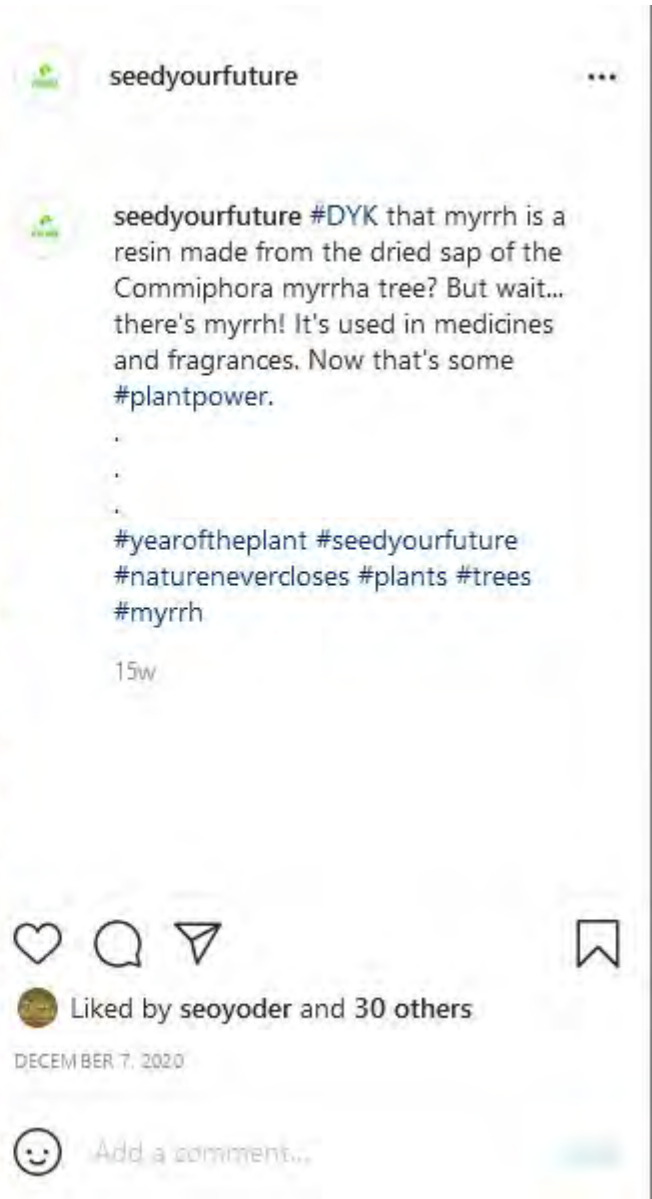 seedyourfuture
seedyourfuture #DYK that myrrh is a
resin made from the dried sap of the
Commiphora myrrha tree? But wait...
there's myrrh! It's used in medicines
and fragrances. Now that's some
#plantpower.
.
.
.
#yearoftheplant #seedyourfuture
#naturenevercloses #plants #trees
#myrrh
15w
Liked by seoyoder and 30 others
DECEMBER 7, 2020
Add a comment...